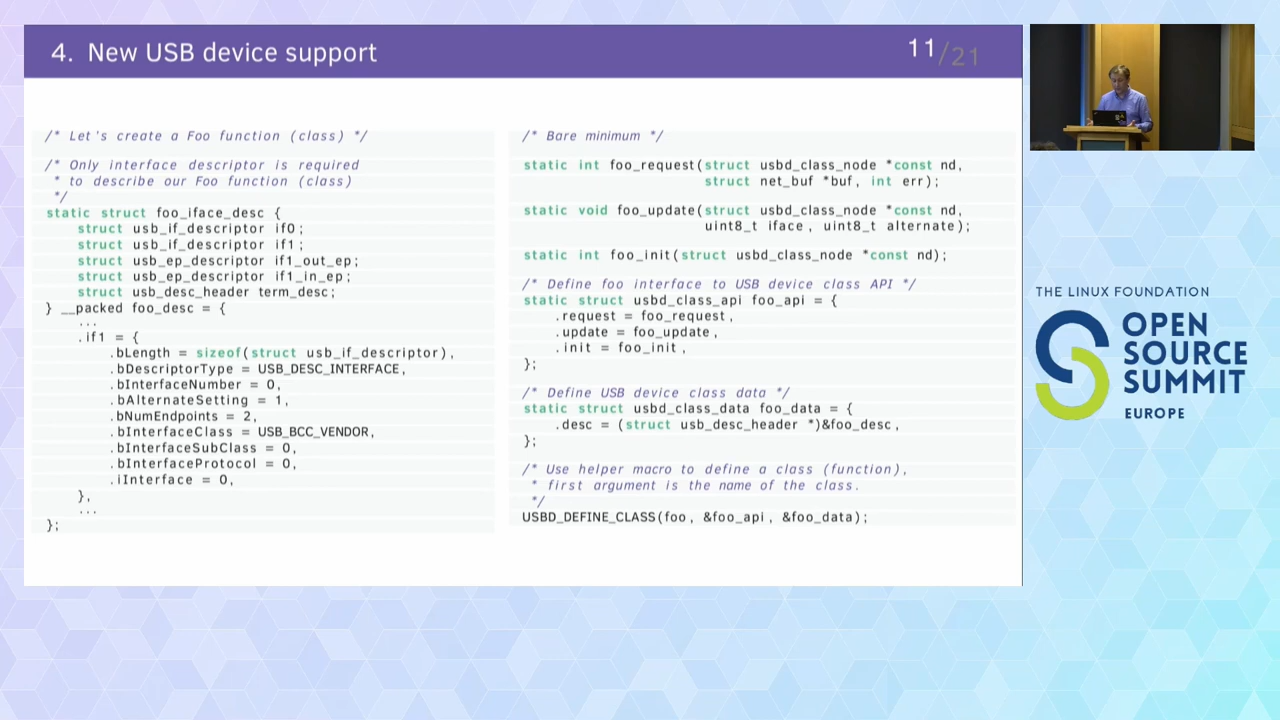 4. New USB device support
11/21
/* Let's create a Foo function (class) */
/* Only interface descriptor is required
 * to describe our Foo function (class)
 */
static struct foo_iface_desc {
    struct usb_if_descriptor if0;
    struct usb_if_descriptor if1;
    struct usb_ep_descriptor if1_out_ep;
    struct usb_ep_descriptor if1_in_ep;
    struct usb_desc_header term_desc;
} __packed foo_desc = {
    ...
    .if1 = {
        .bLength = sizeof(struct usb_if_descriptor),
        .bDescriptorType = USB_DESC_INTERFACE,
        .bInterfaceNumber = 0,
        .bAlternateSetting = 1,
        .bNumEndpoints = 2,
        .bInterfaceClass = USB_BCC_VENDOR,
        .bInterfaceSubClass = 0,
        .bInterfaceProtocol = 0,
        .iInterface = 0,
    },
    ...
};
/* Bare minimum */
static int foo_request(struct usbd_class_node *const nd,
                       struct net_buf *buf, int err);
static void foo_update(struct usbd_class_node *const nd,
                       uint8_t iface, uint8_t alternate);
static int foo_init(struct usbd_class_node *const nd);
/* Define foo interface to USB device class API */
static struct usbd_class_api foo_api = {
    .request = foo_request,
    .update = foo_update,
    .init = foo_init,
};
/* Define USB device class data */
static struct usbd_class_data foo_data = {
    .desc = (struct usb_desc_header *)&foo_desc,
};
/* Use helper macro to define a class (function),
 * first argument is the name of the class.
 */
USBD_DEFINE_CLASS(foo, &foo_api, &foo_data);
THE LINUX FOUNDATION
OPEN
SOURCE
SUMMIT
EUROPE